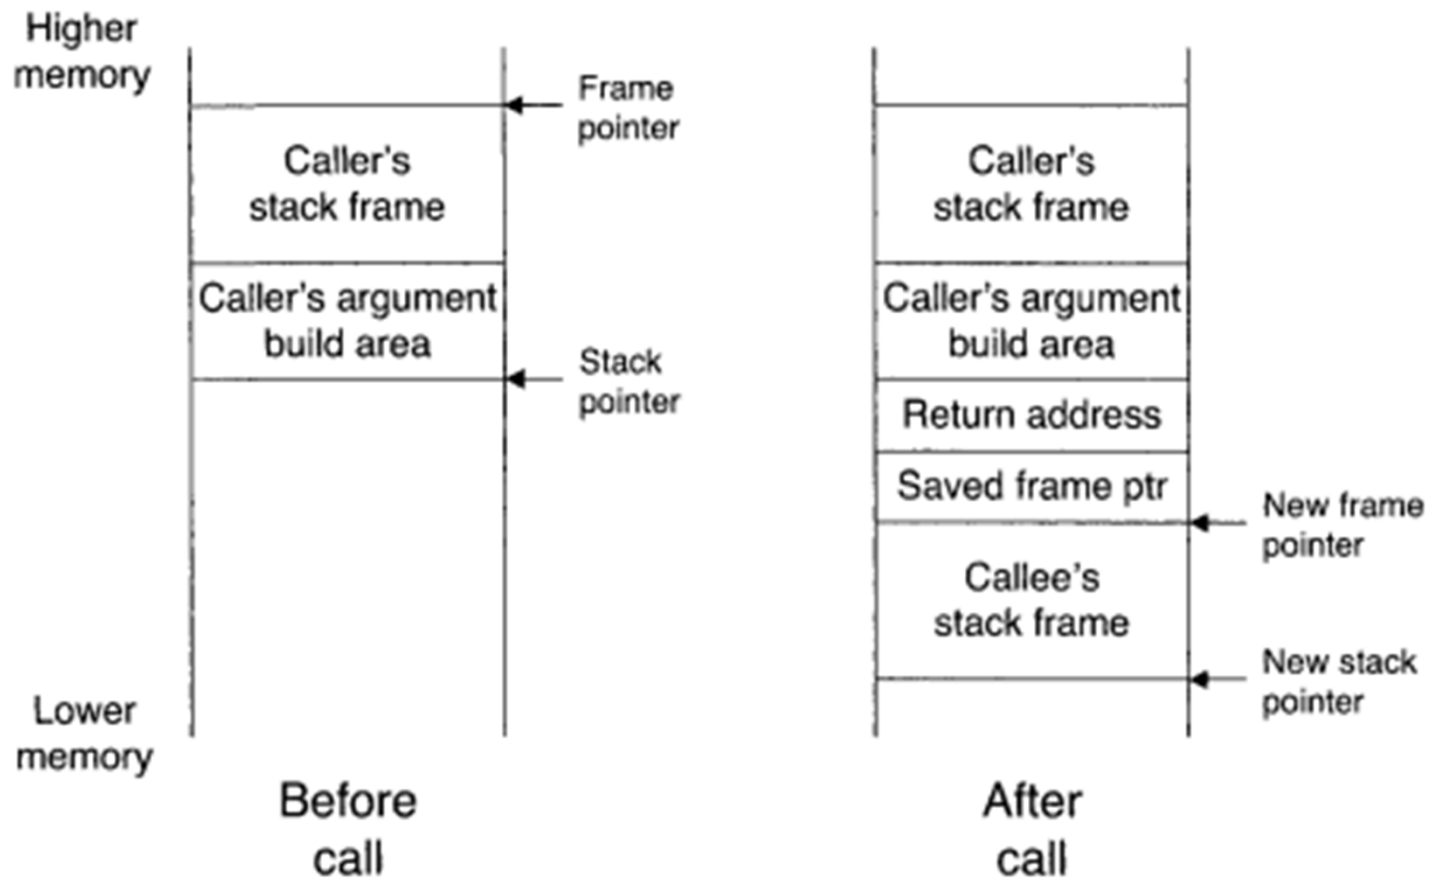 Higher
memory
Frame
pointer
Caller's
stack frame
Caller's argument
build area
Stack
pointer
Lower
memory
Before
call
Caller's
stack frame
Caller's argument
build area
Return address
Saved frame ptr
New frame
pointer
Callee's
stack frame
New stack
pointer
After
call